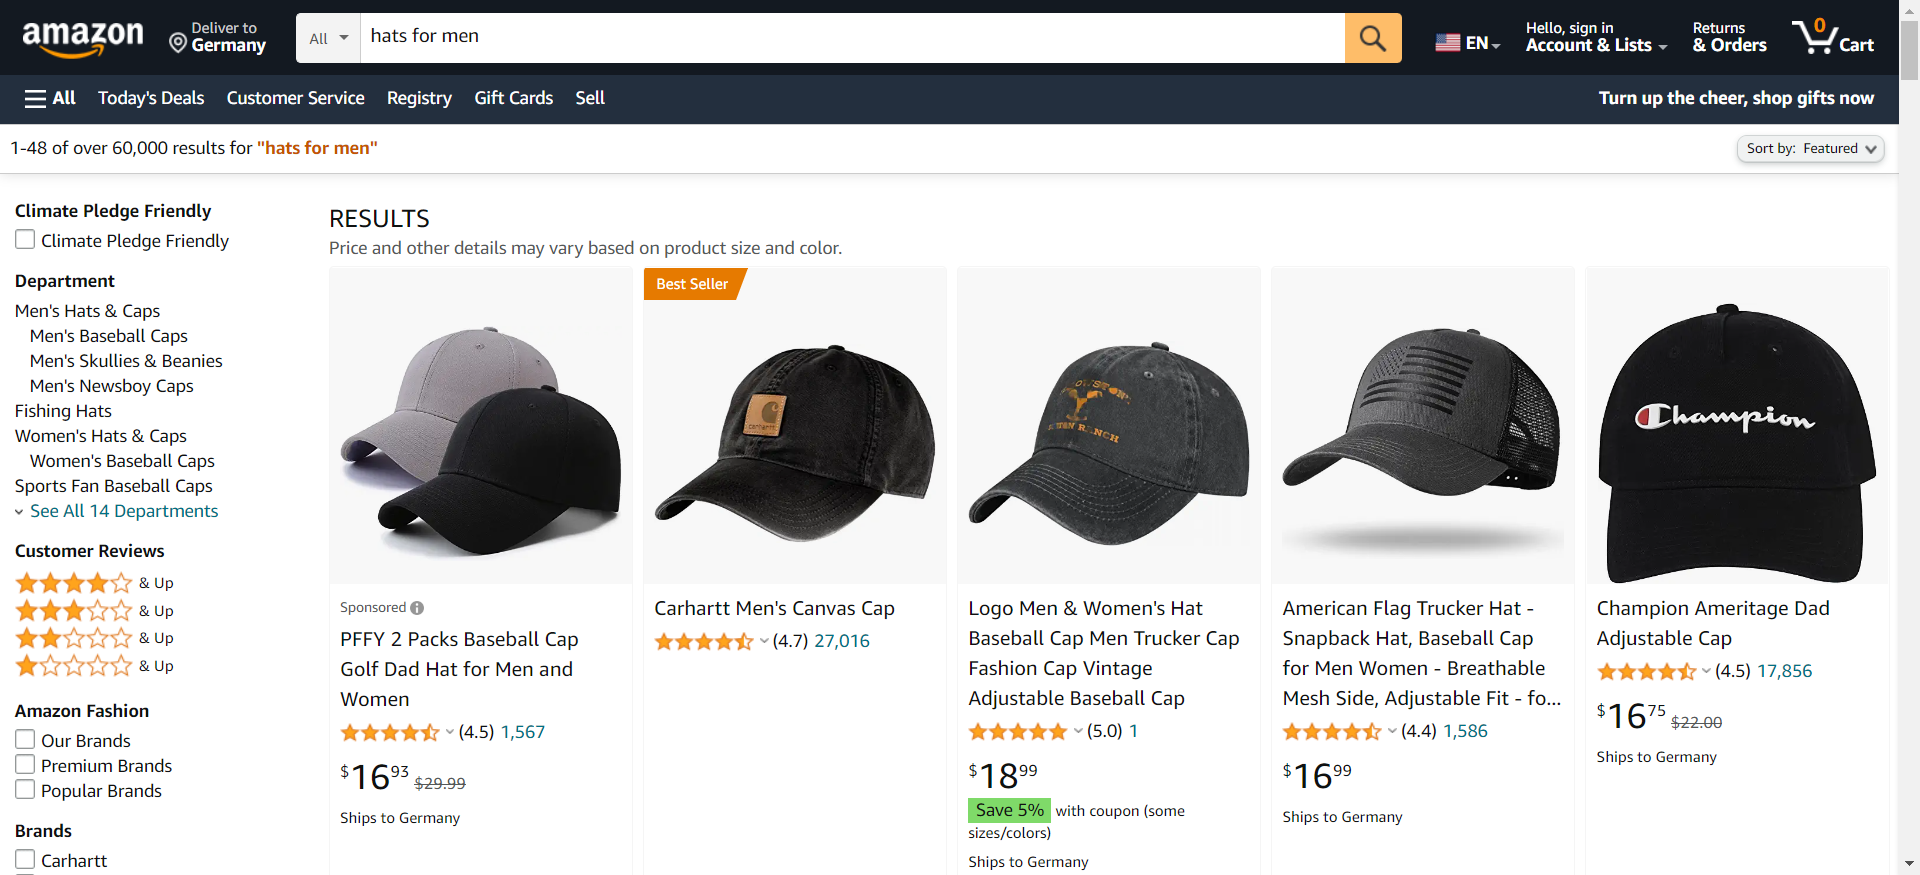 amazon
Deliver to
Germany
All
hats for men
EN
Hello, sign in
Account & Lists
Returns
& Orders
0
Cart
All
Today's Deals
Customer Service
Registry
Gift Cards
Sell
Turn up the cheer, shop gifts now
1-48 of over 60,000 results for "hats for men"
Sort by: Featured
Climate Pledge Friendly
Climate Pledge Friendly
Department
Men's Hats & Caps
Men's Baseball Caps
Men's Skullies & Beanies
Men's Newsboy Caps
Fishing Hats
Women's Hats & Caps
Women's Baseball Caps
Sports Fan Baseball Caps
See All 14 Departments
Customer Reviews
& Up
& Up
& Up
& Up
Amazon Fashion
Our Brands
Premium Brands
Popular Brands
Brands
Carhartt
RESULTS
Price and other details may vary based on product size and color.
Sponsored
PFFY 2 Packs Baseball Cap
Golf Dad Hat for Men and
Women
(4.5) 1,567
$16.93 $29.99
Ships to Germany
Best Seller
carhartt
Carhartt Men's Canvas Cap
(4.7) 27,016
RANCH
Logo Men & Women's Hat
Baseball Cap Men Trucker Cap
Fashion Cap Vintage
Adjustable Baseball Cap
(5.0) 1
$18.99
Save 5% with coupon (some
sizes/colors)
Ships to Germany
American Flag Trucker Hat -
Snapback Hat, Baseball Cap
for Men Women - Breathable
Mesh Side, Adjustable Fit - fo...
(4.4) 1,586
$16.99
Ships to Germany
Champion
Champion Ameritage Dad
Adjustable Cap
(4.5) 17,856
$16.75 $22.00
Ships to Germany